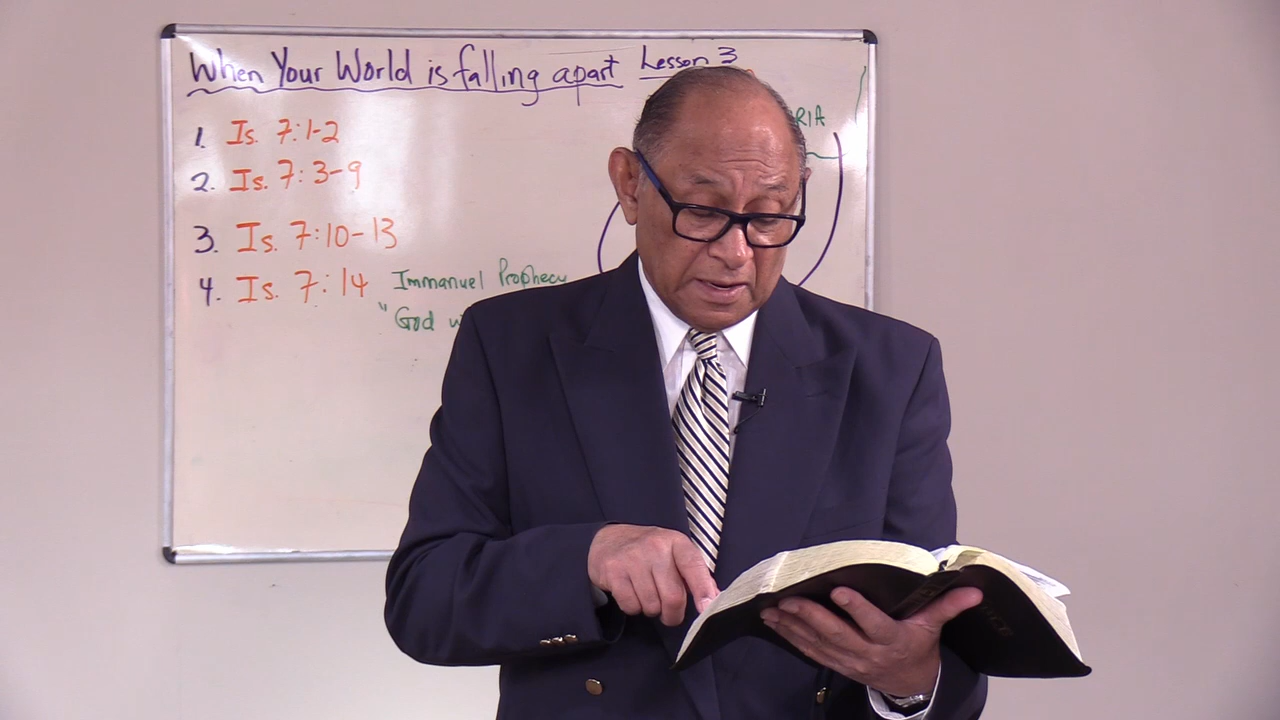 When Your World is falling apart Lesson 3
RIA
1. Is. 7:1-2
2. Is. 7:3-9
3. Is. 7:10-13
4. Is. 7:14 Immanuel Prophecy
"God w